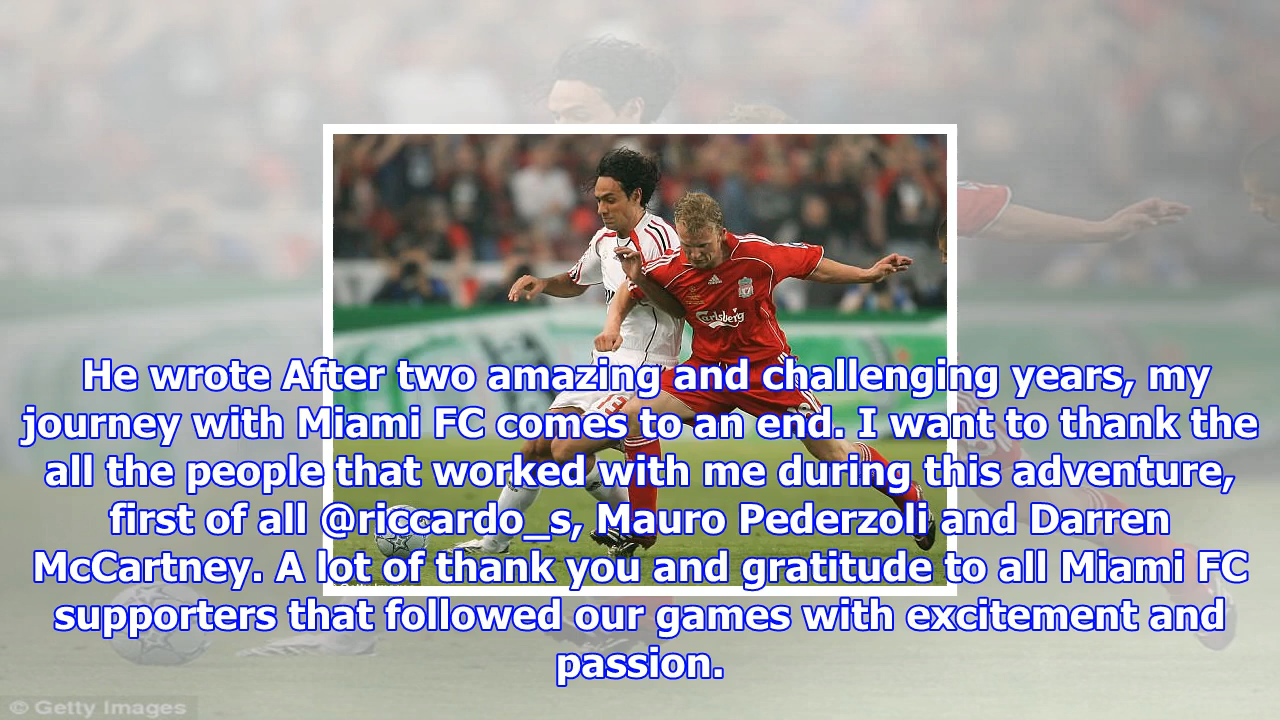 Carlsberg
He wrote After two amazing and challenging years, my
journey with Miami FC comes to an end. I want to thank the
all the people that worked with me during this adventure,
first of all @riccardo_s, Mauro Pederzoli and Darren
McCartney. A lot of thank you and gratitude to all Miami FC
supporters that followed our games with excitement and
passion.
© Getty Images